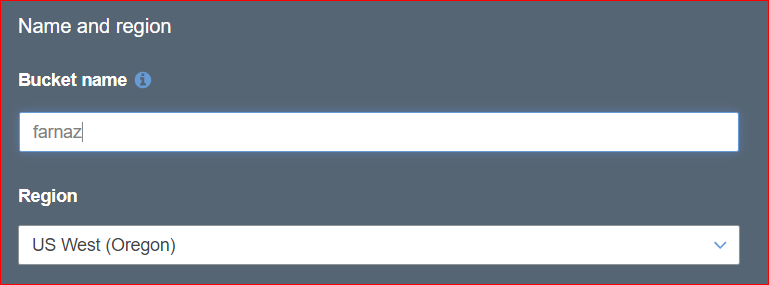 Name and region
Bucket name
farnaz
Region
US West (Oregon)